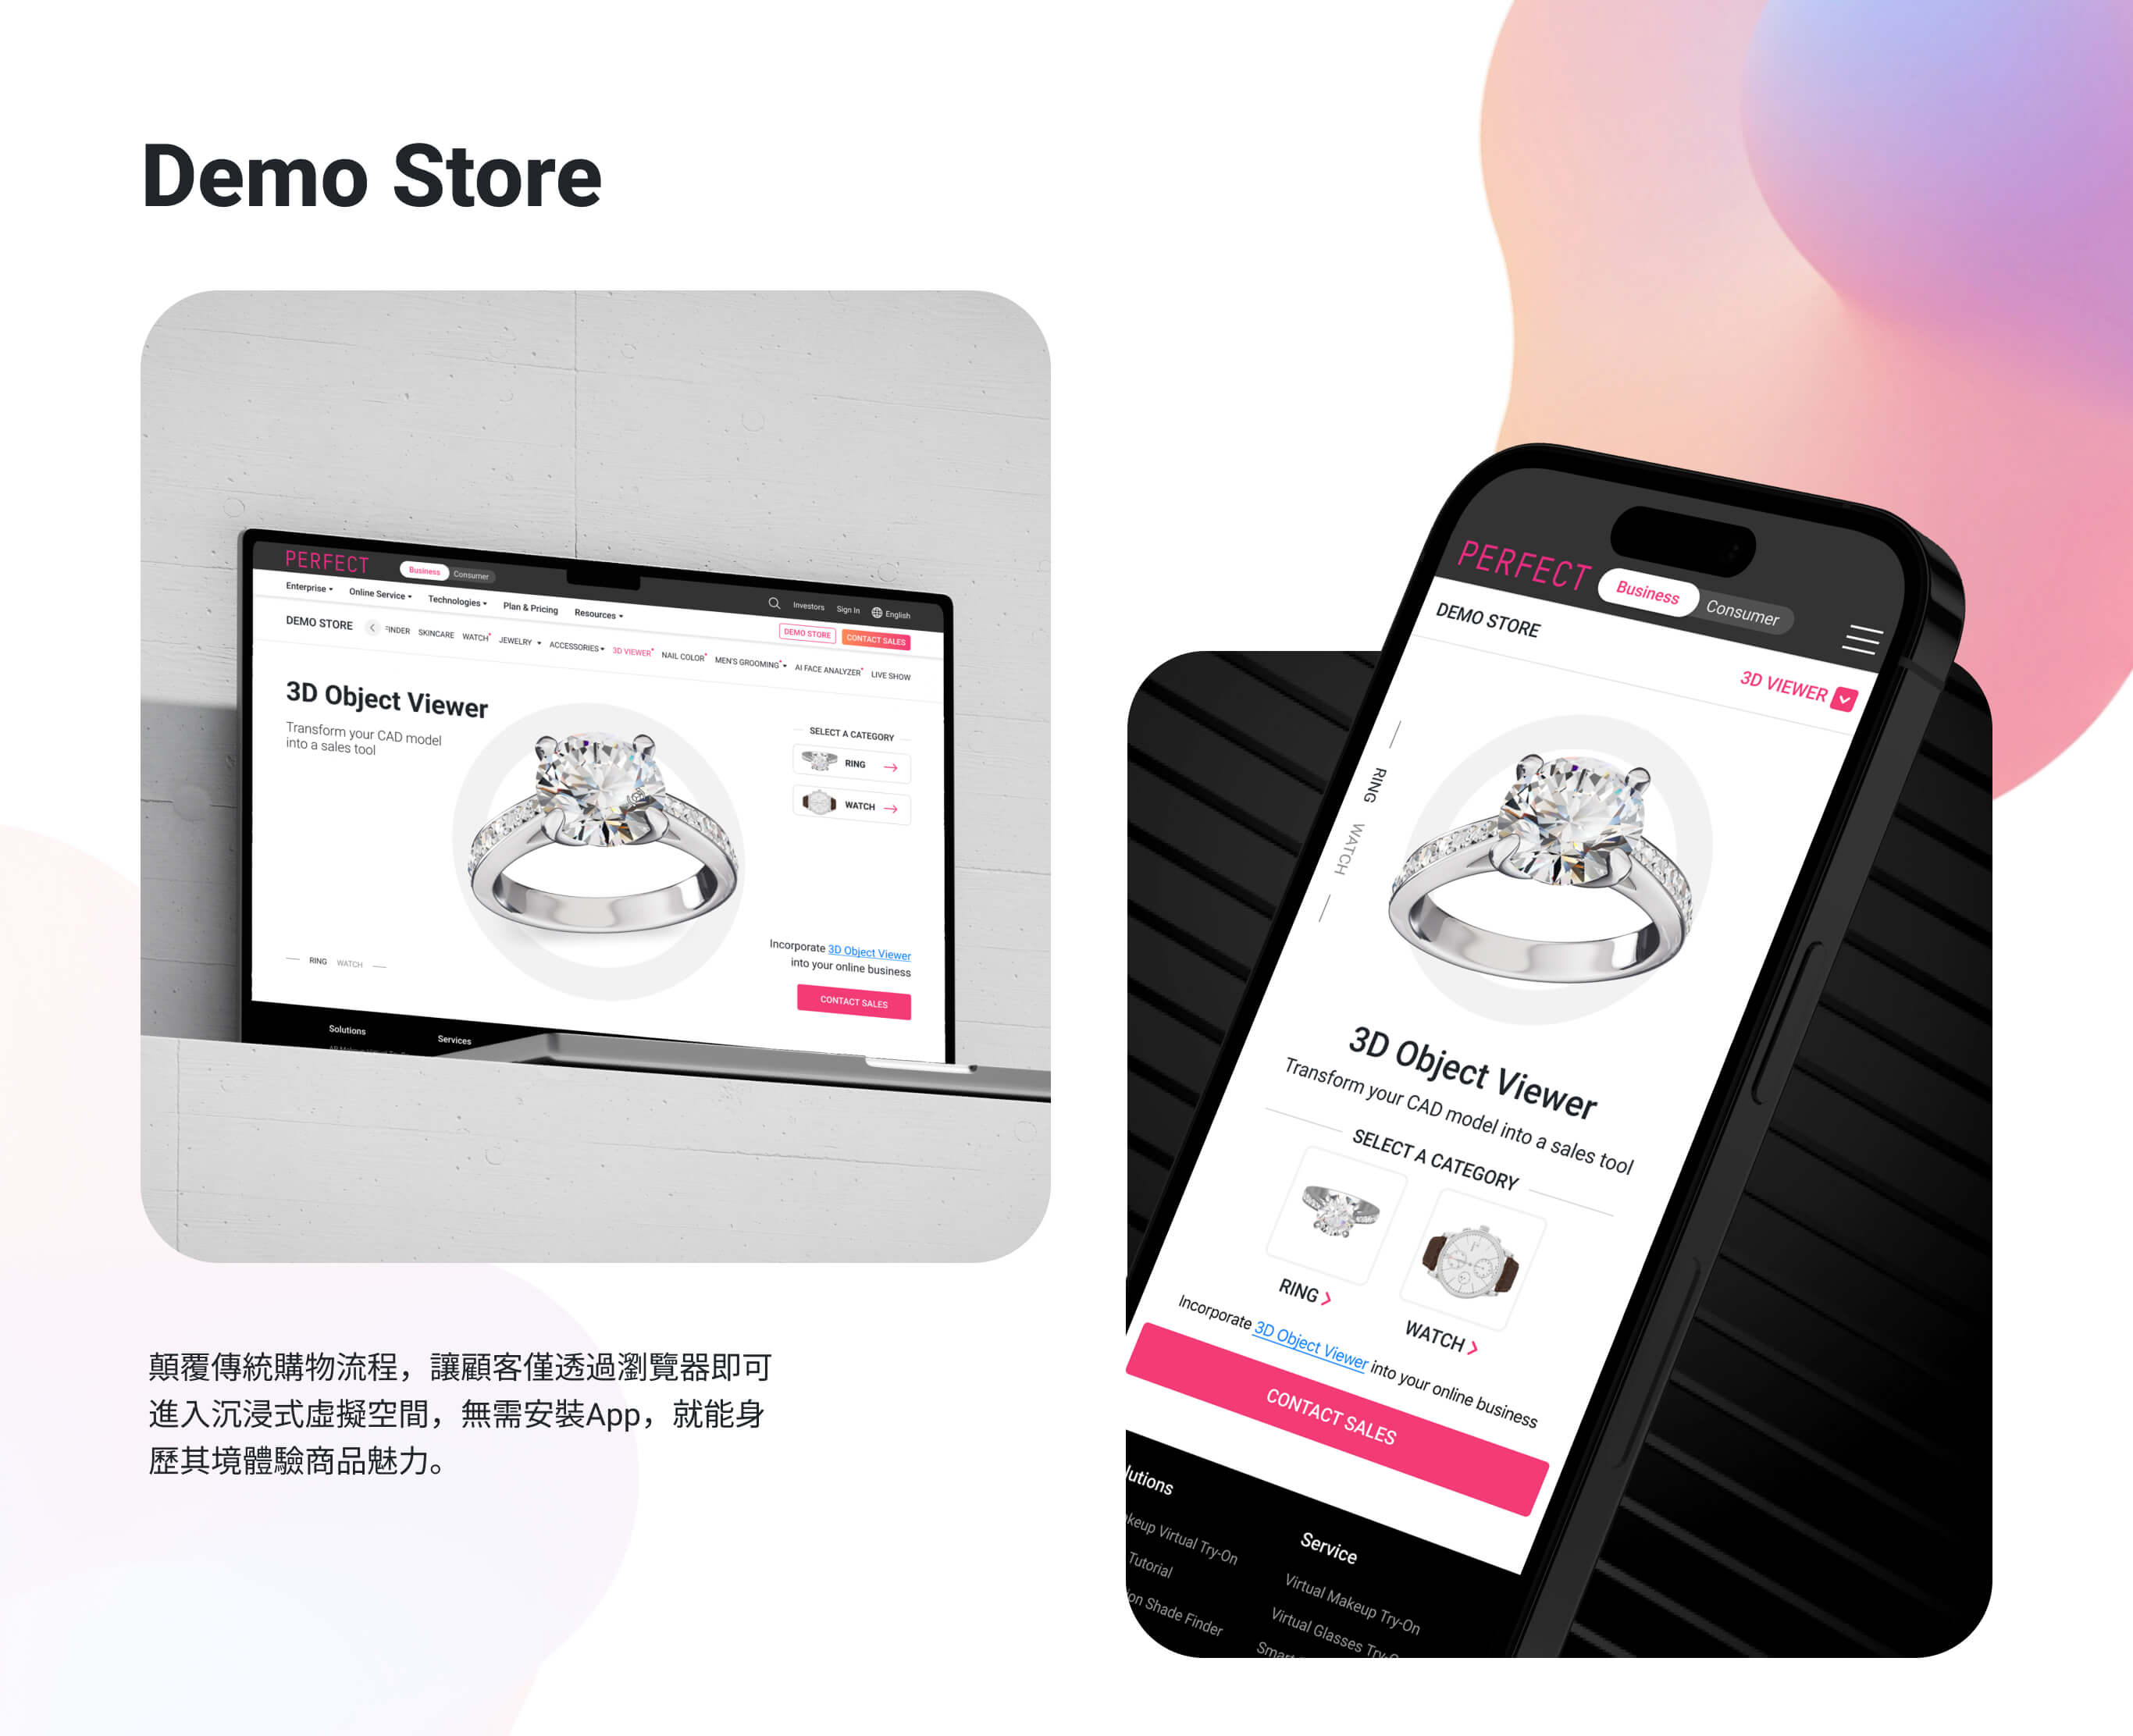 Demo Store
PERFECT
Business Consumer
Investors Sign In English
Enterprise Online Service Technologies Plan & Pricing Resources
DEMO STORE CONTACT SALES
DEMO STORE
FINDER SKINCARE WATCH JEWELRY ACCESSORIES 3D VIEWER NAIL COLOR MEN'S GROOMING AI FACE ANALYZER LIVE SHOW
3D Object Viewer
Transform your CAD model
into a sales tool
SELECT A CATEGORY
RING
WATCH
RING WATCH
Incorporate 3D Object Viewer
into your online business
CONTACT SALES
Solutions
Services
顛覆傳統購物流程，讓顧客僅透過瀏覽器即可
進入沉浸式虛擬空間，無需安裝App，就能身
歷其境體驗商品魅力。
PERFECT
Business Consumer
DEMO STORE
3D VIEWER
RING WATCH
3D Object Viewer
Transform your CAD model into a sales tool
SELECT A CATEGORY
RING
WATCH
Incorporate 3D Object Viewer into your online business
CONTACT SALES
lutions
keup Virtual Try-On
Tutorial
on Shade Finder
Service
Virtual Makeup Try-On
Virtual Glasses Try-O
Smar